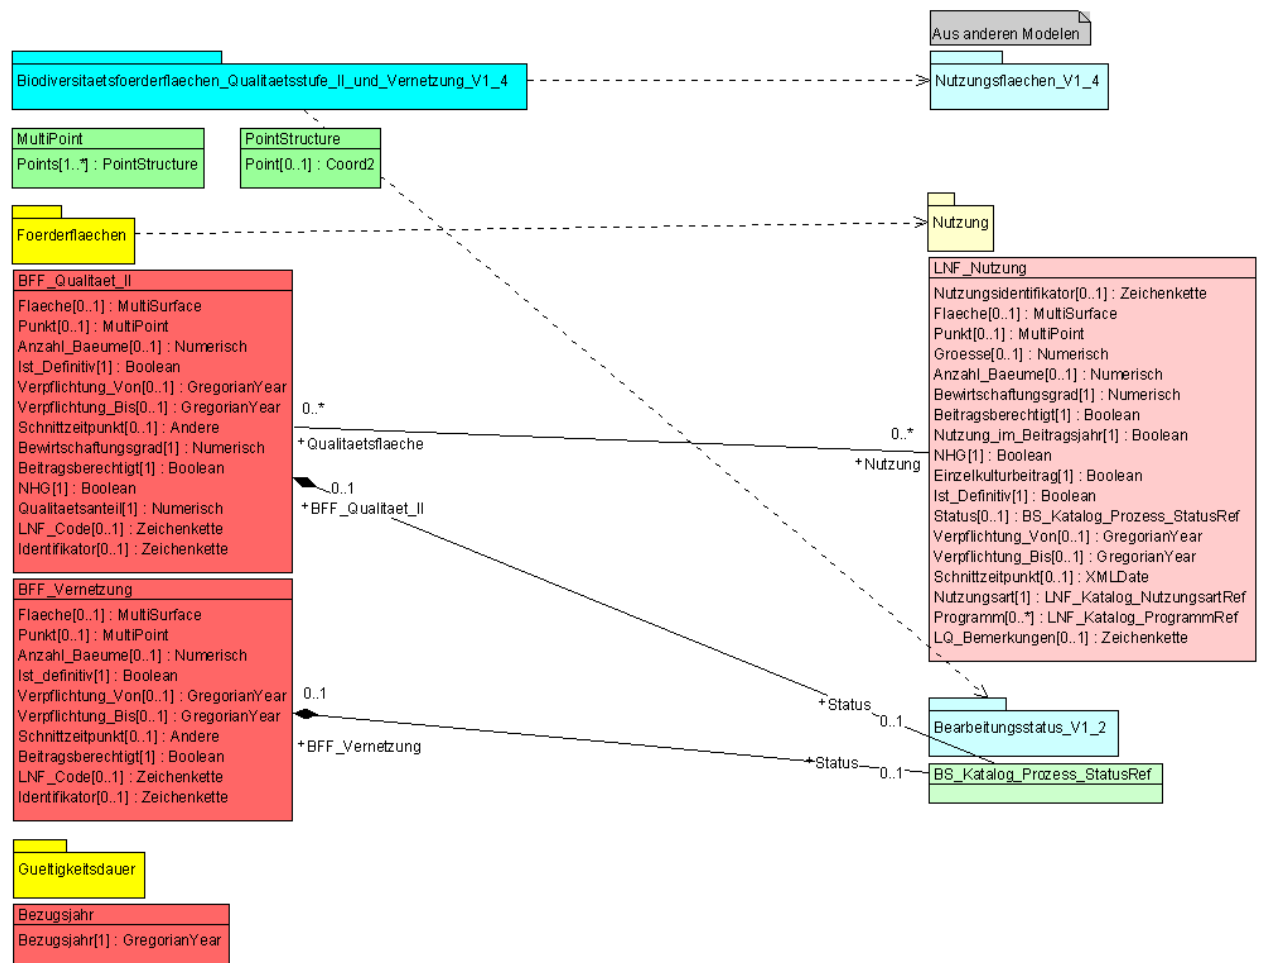 Aus anderen Modelen
Biodiversitaetsfoerderflaechen_Qualitaetsstufe_II_und_Vernetzung_V1_4
Nutzungsflaechen_V1_4
MultiPoint
Points[1..*] : PointStructure
PointStructure
Point[0..1] : Coord2
Foerderflaechen
Nutzung
BFF_Qualitaet_II
Flaeche[0..1] : MultiSurface
Punkt[0..1] : MultiPoint
Anzahl_Baeume[0..1] : Numerisch
Ist_Definitiv[1] : Boolean
Verpflichtung_Von[0..1] : GregorianYear
Verpflichtung_Bis[0..1] : GregorianYear
Schnittzeitpunkt[0..1] : Andere
Bewirtschaftungsgrad[1] : Numerisch
Beitragsberechtigt[1] : Boolean
NHG[1] : Boolean
Qualitaetsanteil[1] : Numerisch
LNF_Code[0..1] : Zeichenkette
Identifikator[0..1] : Zeichenkette
0..*
+Qualitaetsflaeche
0..*
+Nutzung
0..1
+BFF_Qualitaet_II
LNF_Nutzung
Nutzungsidentifikator[0..1] : Zeichenkette
Flaeche[0..1] : MultiSurface
Punkt[0..1] : MultiPoint
Groesse[0..1] : Numerisch
Anzahl_Baeume[0..1] : Numerisch
Bewirtschaftungsgrad[1] : Numerisch
Beitragsberechtigt[1] : Boolean
Nutzung_im_Beitragsjahr[1] : Boolean
NHG[1] : Boolean
Einzelkulturbeitrag[1] : Boolean
Ist_Definitiv[1] : Boolean
Status[0..1] : BS_Katalog_Prozess_StatusRef
Verpflichtung_Von[0..1] : GregorianYear
Verpflichtung_Bis[0..1] : GregorianYear
Schnittzeitpunkt[0..1] : XMLDate
Nutzungsart[1] : LNF_Katalog_NutzungsartRef
Programm[0..*] : LNF_Katalog_ProgrammRef
LQ_Bemerkungen[0..1] : Zeichenkette
BFF_Vernetzung
Flaeche[0..1] : MultiSurface
Punkt[0..1] : MultiPoint
Anzahl_Baeume[0..1] : Numerisch
Ist_definitiv[1] : Boolean
Verpflichtung_Von[0..1] : GregorianYear
Verpflichtung_Bis[0..1] : GregorianYear
Schnittzeitpunkt[0..1] : Andere
Beitragsberechtigt[1] : Boolean
LNF_Code[0..1] : Zeichenkette
Identifikator[0..1] : Zeichenkette
0..1
+BFF_Vernetzung
+Status
0..1
+Status
0..1
Bearbeitungsstatus_V1_2
BS_Katalog_Prozess_StatusRef
Gueltigkeitsdauer
Bezugsjahr
Bezugsjahr[1] : GregorianYear